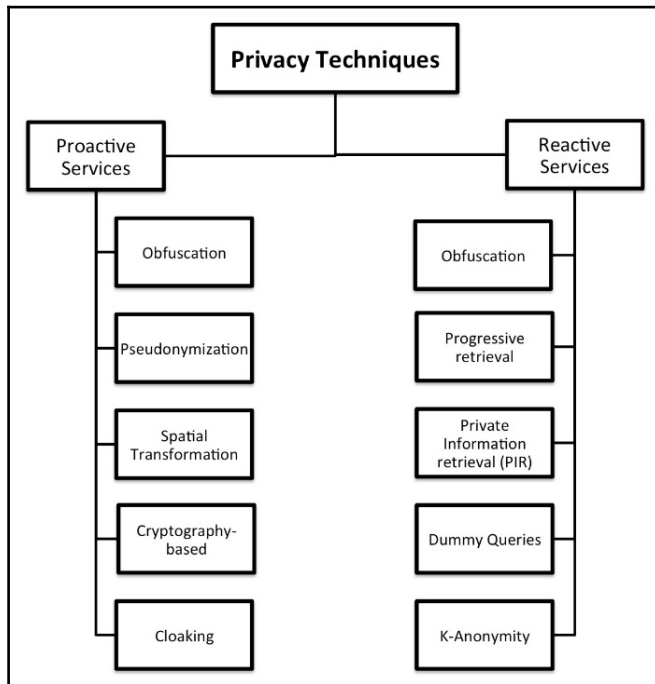 Privacy Techniques
Proactive
Services
Obfuscation
Pseudonymization
Spatial
Transformation
Cryptography-
based
Cloaking
Reactive
Services
Obfuscation
Progressive
retrieval
Private
Information
retrieval (PIR)
Dummy Queries
K-Anonymity